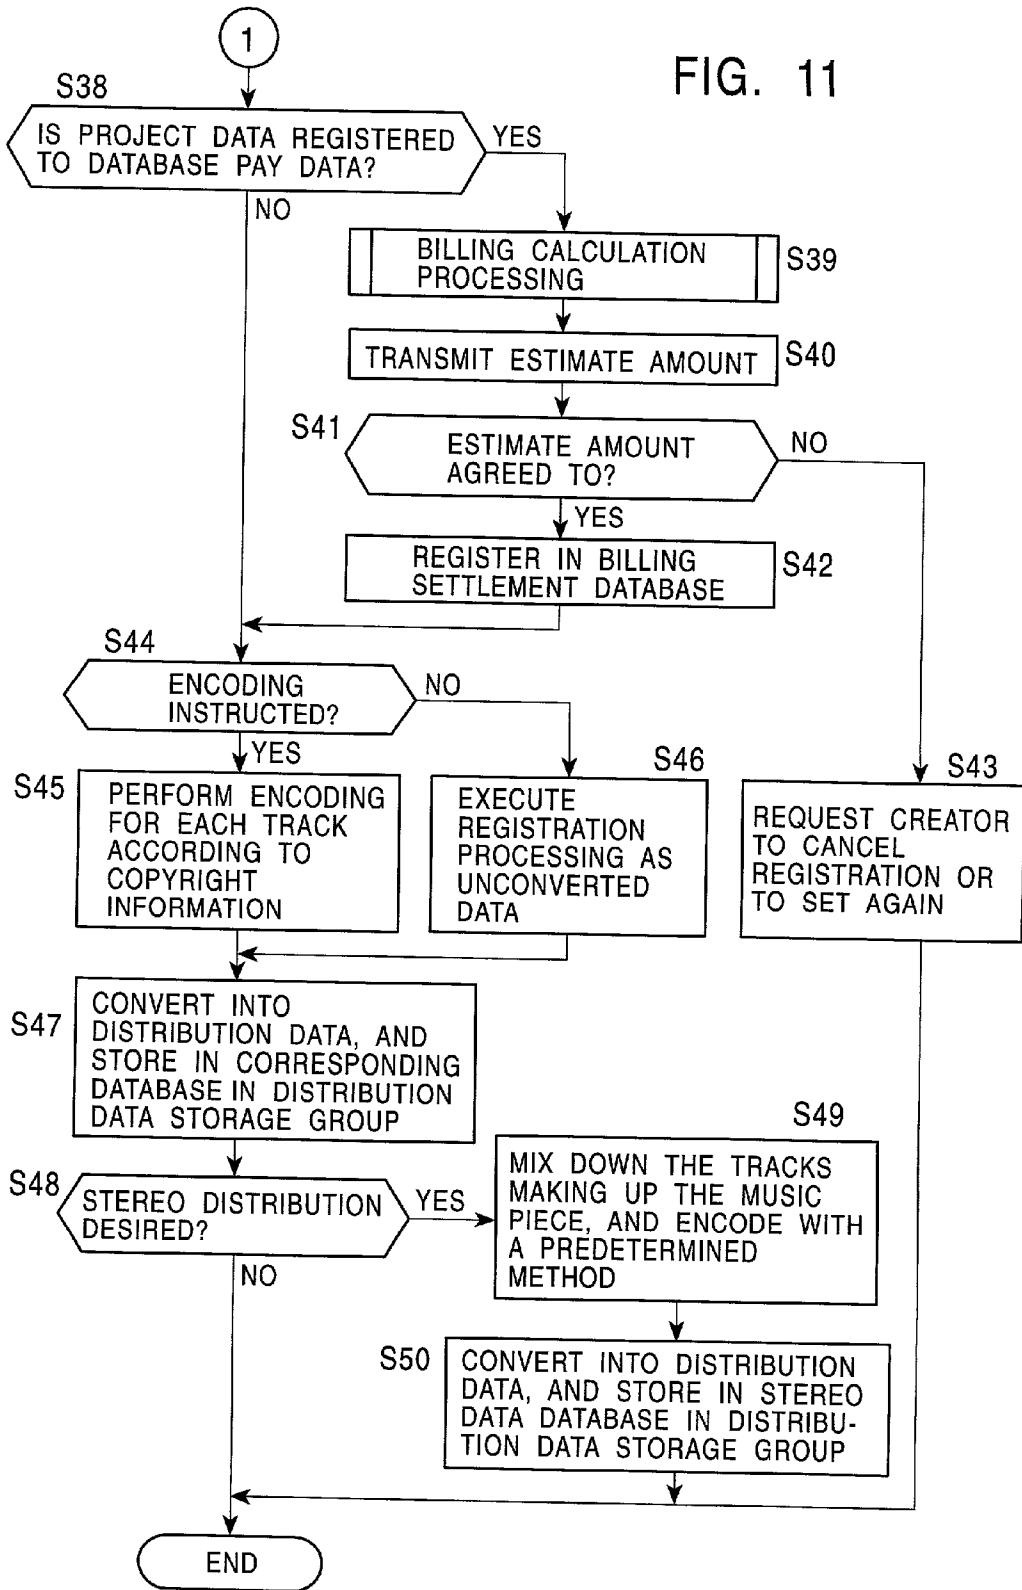 1
FIG. 11
S38
IS PROJECT DATA REGISTERED
TO DATABASE PAY DATA?
YES
NO
BILLING CALCULATION
PROCESSING
S39
TRANSMIT ESTIMATE AMOUNT
S40
S41
ESTIMATE AMOUNT
AGREED TO?
NO
YES
REGISTER IN BILLING
SETTLEMENT DATABASE
S42
S44
ENCODING
INSTRUCTED?
NO
YES
S45
PERFORM ENCODING
FOR EACH TRACK
ACCORDING TO
COPYRIGHT
INFORMATION
S46
EXECUTE
REGISTRATION
PROCESSING AS
UNCONVERTED
DATA
S43
REQUEST CREATOR
TO CANCEL
REGISTRATION OR
TO SET AGAIN
S47
CONVERT INTO
DISTRIBUTION DATA, AND
STORE IN CORRESPONDING
DATABASE IN DISTRIBUTION
DATA STORAGE GROUP
S48
STEREO DISTRIBUTION
DESIRED?
YES
NO
S49
MIX DOWN THE TRACKS
MAKING UP THE MUSIC
PIECE, AND ENCODE WITH
A PREDETERMINED
METHOD
S50
CONVERT INTO DISTRIBUTION
DATA, AND STORE IN STEREO
DATA DATABASE IN DISTRIBU-
TION DATA STORAGE GROUP
END